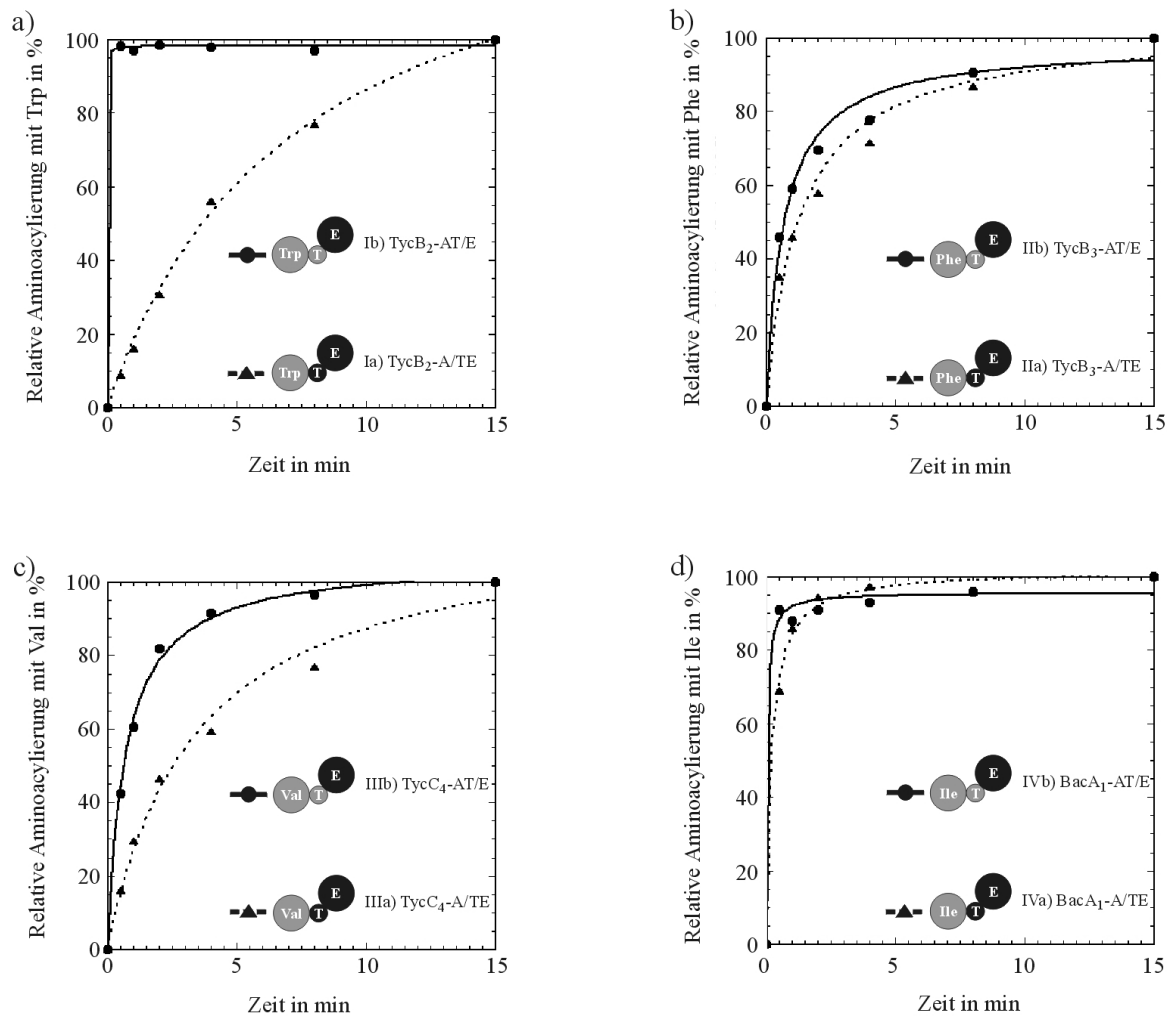 a)
Relative Aminoacylierung mit Trp in %
100
80
60
40
20
0
0 5 10 15
Zeit in min
Trp T E Ib) TycB2-AT/E
Trp T E Ia) TycB2-A/TE
b)
Relative Aminoacylierung mit Phe in %
100
80
60
40
20
0
0 5 10 15
Zeit in min
Phe T E IIb) TycB3-AT/E
Phe T E IIa) TycB3-A/TE
c)
Relative Aminoacylierung mit Val in %
100
80
60
40
20
0
0 5 10 15
Zeit in min
Val T E IIIb) TycC4-AT/E
Val T E IIIa) TycC4-A/TE
d)
Relative Aminoacylierung mit Ile in %
100
80
60
40
20
0
0 5 10 15
Zeit in min
Ile T E IVb) BacA1-AT/E
Ile T E IVa) BacA1-A/TE